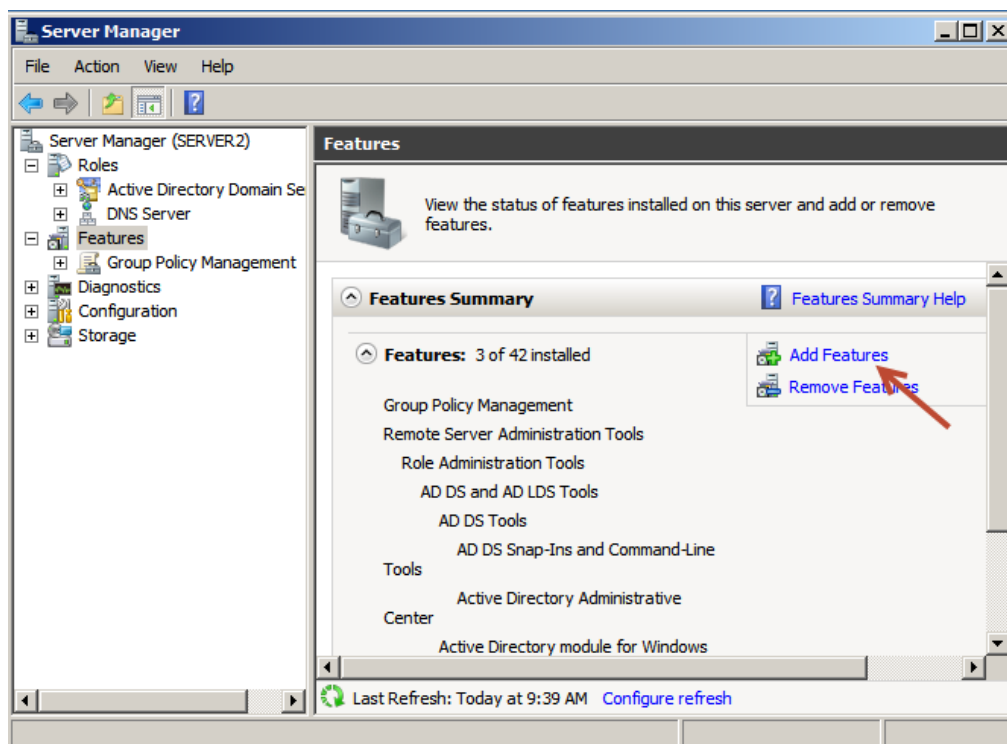 Server Manager
File Action View Help
Server Manager (SERVER2)
Roles
Active Directory Domain Se
DNS Server
Features
Group Policy Management
Diagnostics
Configuration
Storage
Features
View the status of features installed on this server and add or remove
features.
Features Summary
Features Summary Help
Features: 3 of 42 installed
Add Features
Remove Features
Group Policy Management
Remote Server Administration Tools
Role Administration Tools
AD DS and AD LDS Tools
AD DS Tools
AD DS Snap-Ins and Command-Line
Tools
Active Directory Administrative
Center
Active Directory module for Windows
Last Refresh: Today at 9:39 AM Configure refresh